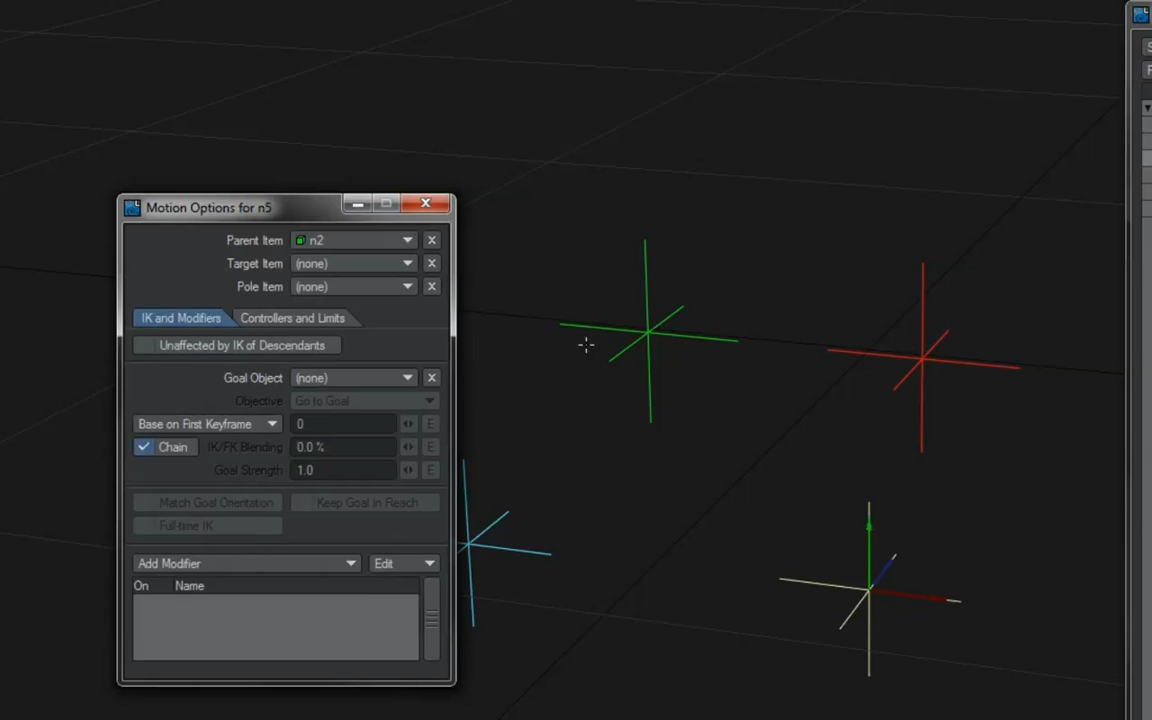 Motion Options for n5
Parent Item n2
Target Item (none)
Pole Item (none)
IK and Modifiers Controllers and Limits
Unaffected by IK of Descendants
Goal Object (none)
Objective Go to Goal
Base on First Keyframe 0 E
Chain IK/FK Blending 0.0 % E
Goal Strength 1.0 E
Match Goal Orientation Keep Goal In Reach
Full-time IK
Add Modifier Edit
On Name